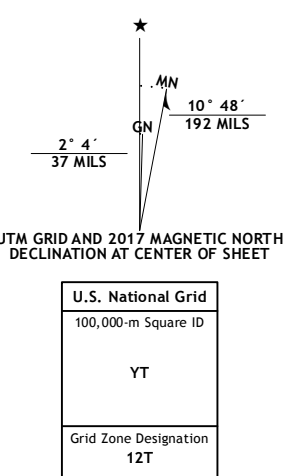 ★
MN
GN
10° 48´
192 MILS
2° 4´
37 MILS
UTM GRID AND 2017 MAGNETIC NORTH
DECLINATION AT CENTER OF SHEET
U.S. National Grid
100,000-m Square ID
YT
Grid Zone Designation
12T